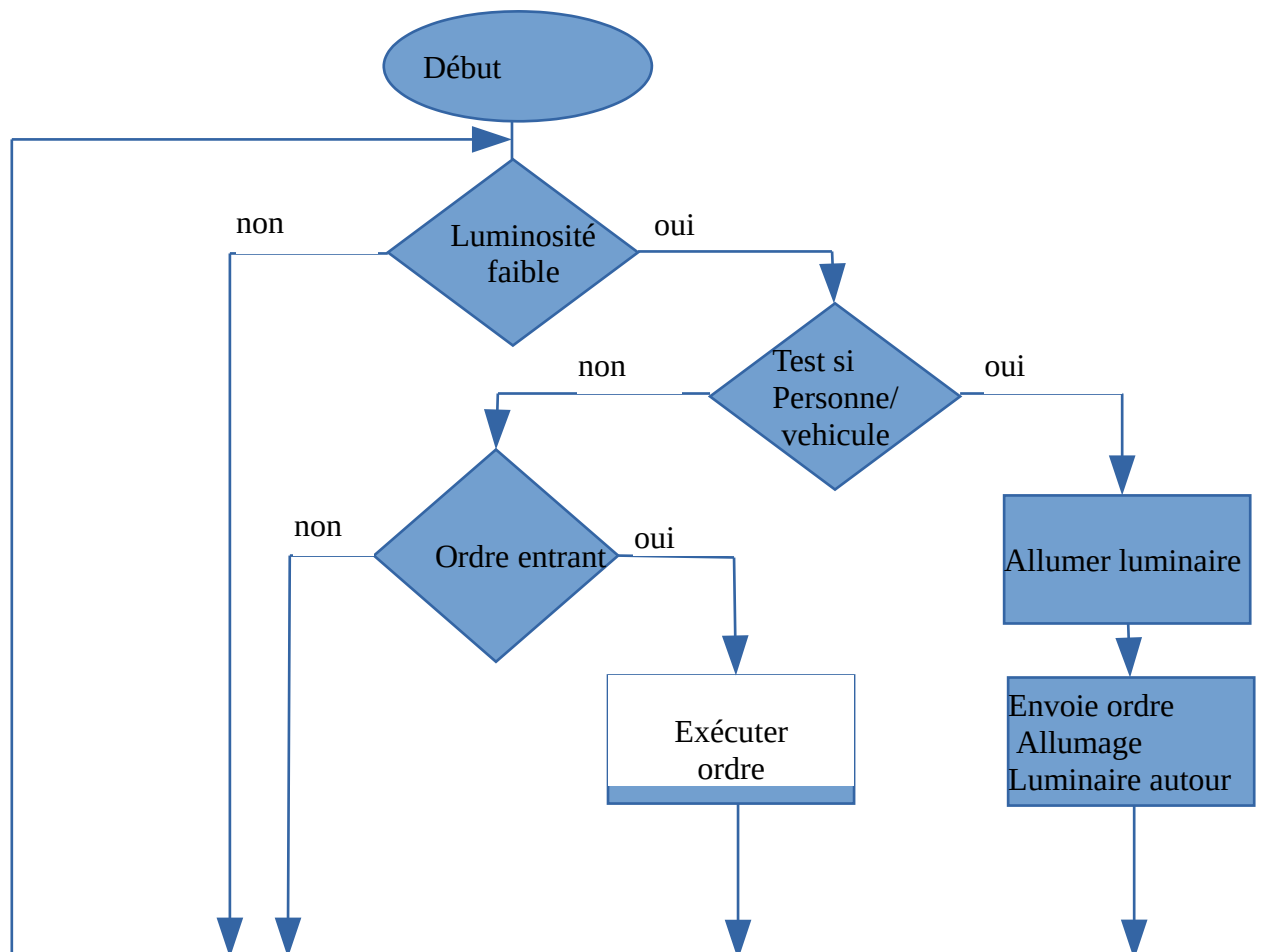 Début
non
oui
Luminosité
faible
non
Test si
Personne/
vehicule
oui
non
Ordre entrant
oui
Allumer luminaire
Exécuter
ordre
Envoie ordre
Allumage
Luminaire autour